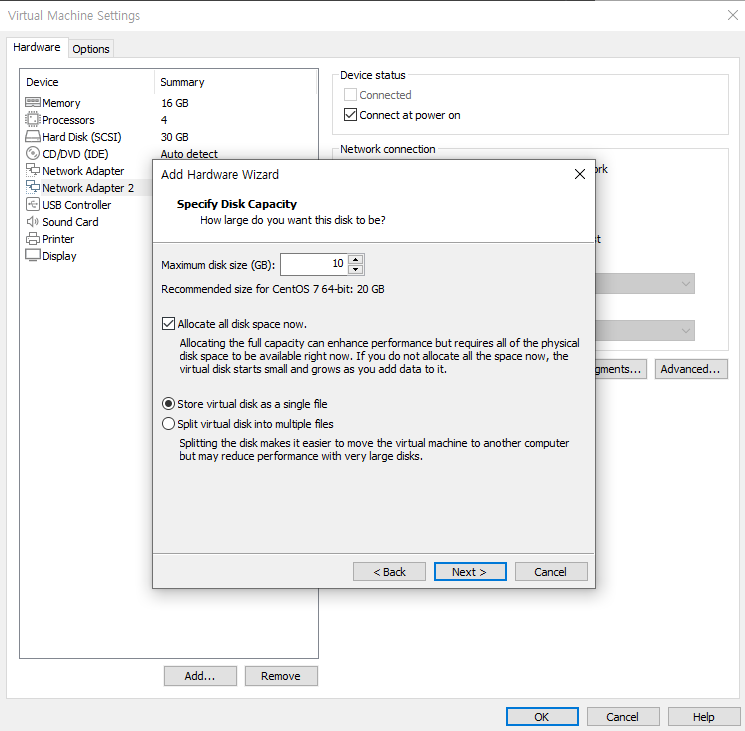 Virtual Machine Settings
Hardware
Options
Device Summary
Memory 16 GB
Processors 4
Hard Disk (SCSI) 30 GB
CD/DVD (IDE) Auto detect
Network Adapter
Network Adapter 2
USB Controller
Sound Card
Printer
Display
Add...
Remove
Device status
Connected
Connect at power on
Network connection
rk
t
gments...
Advanced...
Add Hardware Wizard
Specify Disk Capacity
How large do you want this disk to be?
Maximum disk size (GB): 10
Recommended size for CentOS 7 64-bit: 20 GB
Allocate all disk space now.
Allocating the full capacity can enhance performance but requires all of the physical
disk space to be available right now. If you do not allocate all the space now, the
virtual disk starts small and grows as you add data to it.
Store virtual disk as a single file
Split virtual disk into multiple files
Splitting the disk makes it easier to move the virtual machine to another computer
but may reduce performance with very large disks.
< Back
Next >
Cancel
OK
Cancel
Help